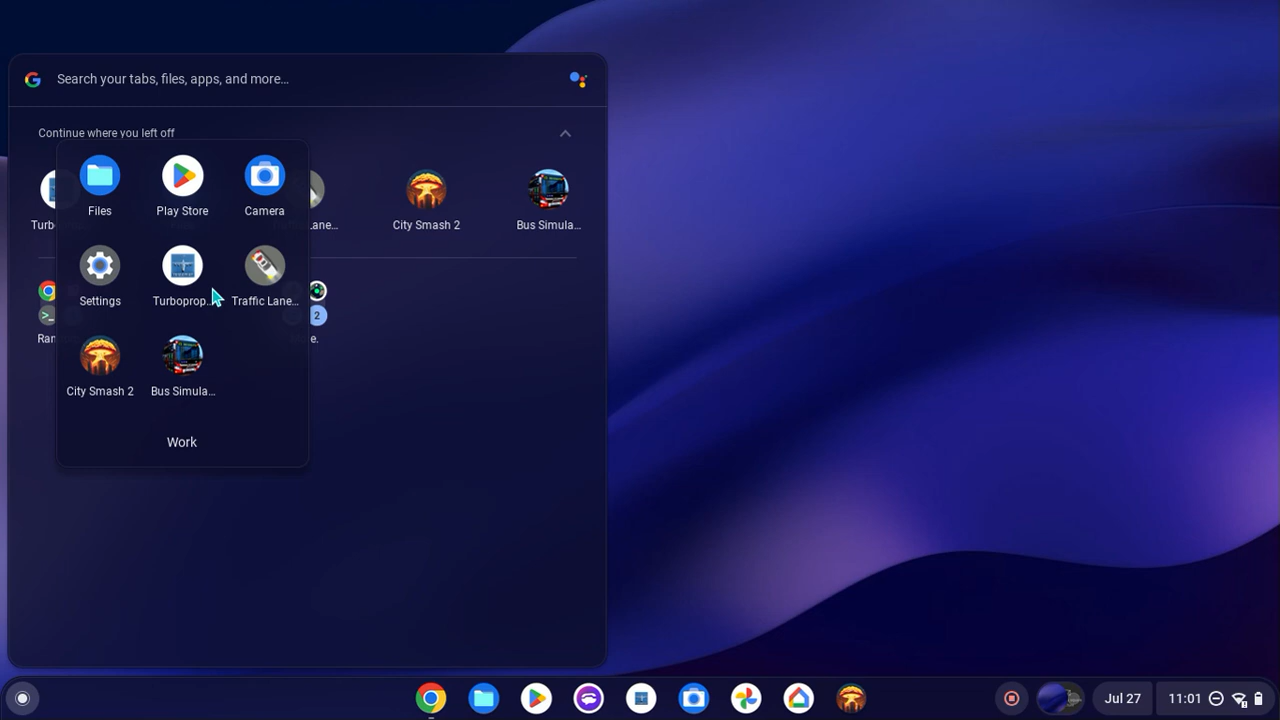 Search your tabs, files, apps, and more...
Continue where you left off
Files
Play Store
Camera
City Smash 2
Bus Simula...
Settings
Turboprop...
Traffic Lane...
City Smash 2
Bus Simula...
Work
Jul 27
11:01